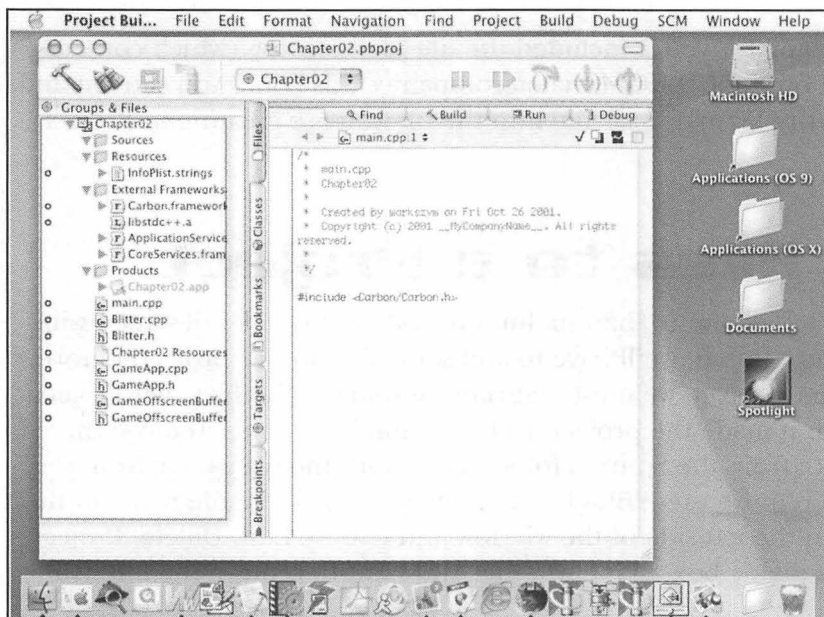 Project Bui... File Edit Format Navigation Find Project Build Debug SCM Window Help
Chapter02.pbproj
Chapter02
Groups & Files
Chapter02
Sources
Resources
InfoPlist.strings
External Frameworks
Carbon.framework
libstdc++.a
ApplicationService
CoreServices.fram
Products
Chapter02.app
main.cpp
Blitter.cpp
Blitter.h
Chapter02 Resources
GameApp.cpp
GameApp.h
GameOffscreenBuffer
GameOffscreenBuffer
Files
Classes
Bookmarks
Targets
Breakpoints
Find Build Run Debug
main.cpp:1
/*
* main.cpp
* Chapter02
*
* Created by markszym on Fri Oct 26 2001.
* Copyright (c) 2001 __MyCompanyName__. All rights
reserved.
*
*/
#include <Carbon/Carbon.h>
Macintosh HD
Applications (OS 9)
Applications (OS X)
Documents
Spotlight